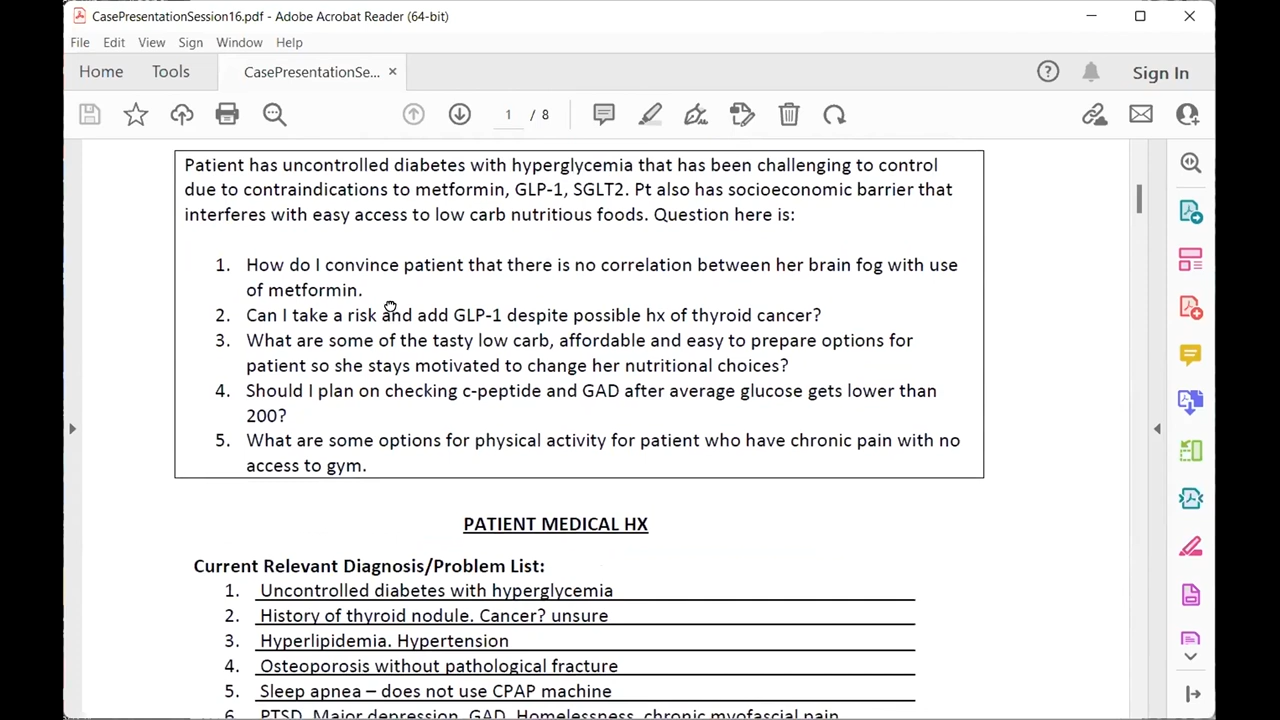 CasePresentationSession16.pdf - Adobe Acrobat Reader (64-bit)
File Edit View Sign Window Help
Home Tools CasePresentationSe... × Sign In
1 / 8
Patient has uncontrolled diabetes with hyperglycemia that has been challenging to control
due to contraindications to metformin, GLP-1, SGLT2. Pt also has socioeconomic barrier that
interferes with easy access to low carb nutritious foods. Question here is:
1. How do I convince patient that there is no correlation between her brain fog with use
of metformin.
2. Can I take a risk and add GLP-1 despite possible hx of thyroid cancer?
3. What are some of the tasty low carb, affordable and easy to prepare options for
patient so she stays motivated to change her nutritional choices?
4. Should I plan on checking c-peptide and GAD after average glucose gets lower than
200?
5. What are some options for physical activity for patient who have chronic pain with no
access to gym.
PATIENT MEDICAL HX
Current Relevant Diagnosis/Problem List:
1. Uncontrolled diabetes with hyperglycemia
2. History of thyroid nodule. Cancer? unsure
3. Hyperlipidemia. Hypertension
4. Osteoporosis without pathological fracture
5. Sleep apnea – does not use CPAP machine
6. PTSD, Major depression, GAD, Homelessness, chronic myofascial pain